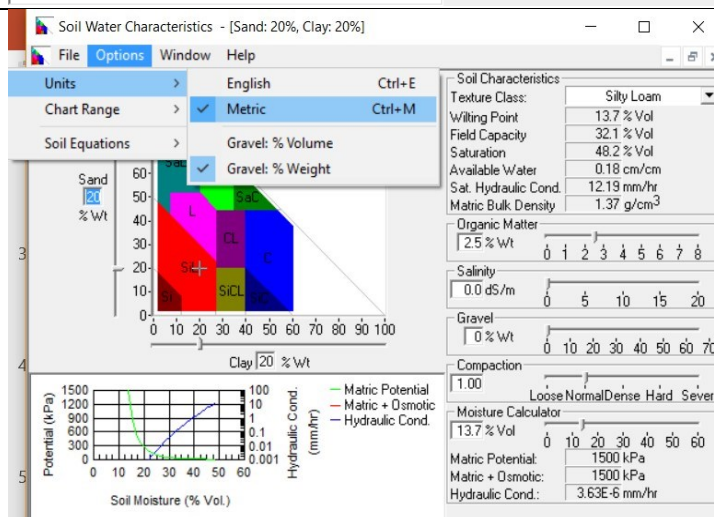 Soil Water Characteristics - [Sand: 20%, Clay: 20%]
File Options Window Help
Units > English Ctrl+E
Chart Range > Metric Ctrl+M
Soil Equations > Gravel: % Volume
Gravel: % Weight
Sand
20
% Wt
60
50
40
30
20
10
0
SaC
L
CL
C
SiCL
Si
0 10 20 30 40 50 60 70 80 90 100
Clay 20 % Wt
Soil Characteristics
Texture Class: Silty Loam
Wilting Point 13.7 % Vol
Field Capacity 32.1 % Vol
Saturation 48.2 % Vol
Available Water 0.18 cm/cm
Sat. Hydraulic Cond. 12.19 mm/hr
Matric Bulk Density 1.37 g/cm3
Organic Matter
2.5 % Wt
0 1 2 3 4 5 6 7 8
Salinity
0.0 dS/m
0 5 10 15 20
Gravel
0 % Wt
0 10 20 30 40 50 60 70
Compaction
1.00
Loose Normal Dense Hard Sever
Moisture Calculator
13.7 % Vol
0 10 20 30 40 50 60
Matric Potential: 1500 kPa
Matric + Osmotic: 1500 kPa
Hydraulic Cond.: 3.63E-6 mm/hr
Potential (kPa)
1500
1200
900
600
300
0
0 10 20 30 40 50 60
Soil Moisture (% Vol.)
100
10
1
0.1
0.01
0.001
Hydraulic Cond.
(mm/hr)
Matric Potential
Matric + Osmotic
Hydraulic Cond.
3
4
5